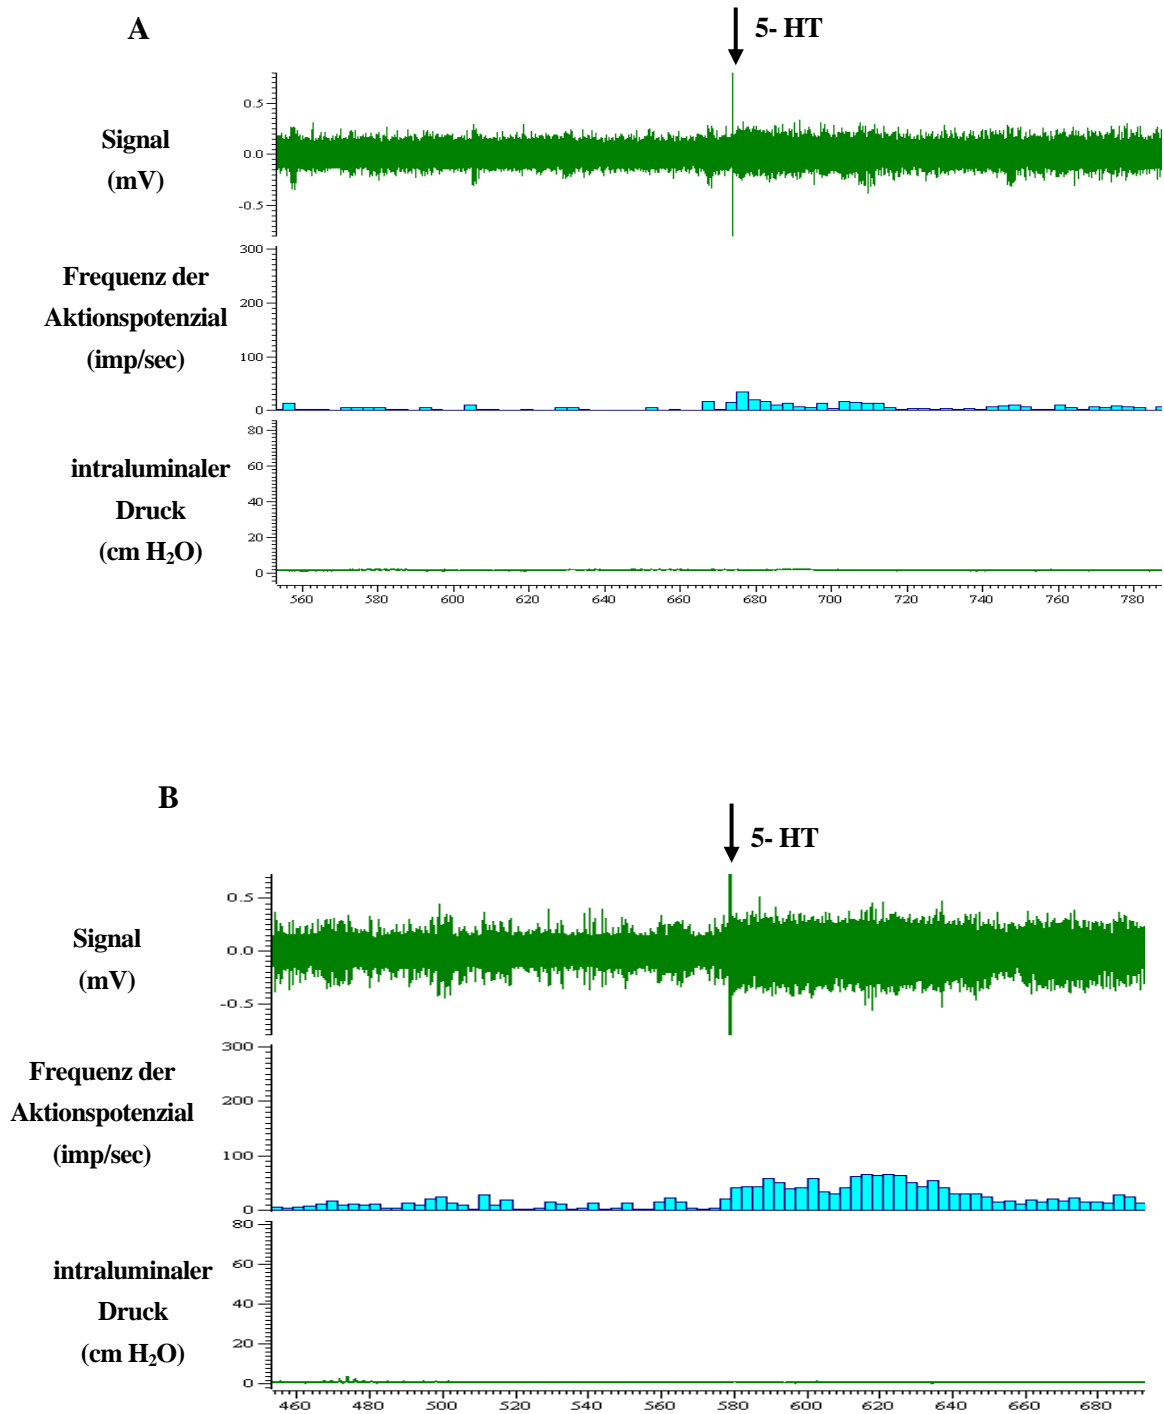 A
5- HT
Signal
(mV)
0.5
0.0
-0.5
Frequenz der
Aktionspotenzial
(imp/sec)
300
200
100
0
intraluminaler
Druck
(cm H₂O)
80
60
40
20
0
560 580 600 620 640 660 680 700 720 740 760 780
B
5- HT
Signal
(mV)
0.5
0.0
-0.5
Frequenz der
Aktionspotenzial
(imp/sec)
300
200
100
0
intraluminaler
Druck
(cm H₂O)
80
60
40
20
0
460 480 500 520 540 560 580 600 620 640 660 680